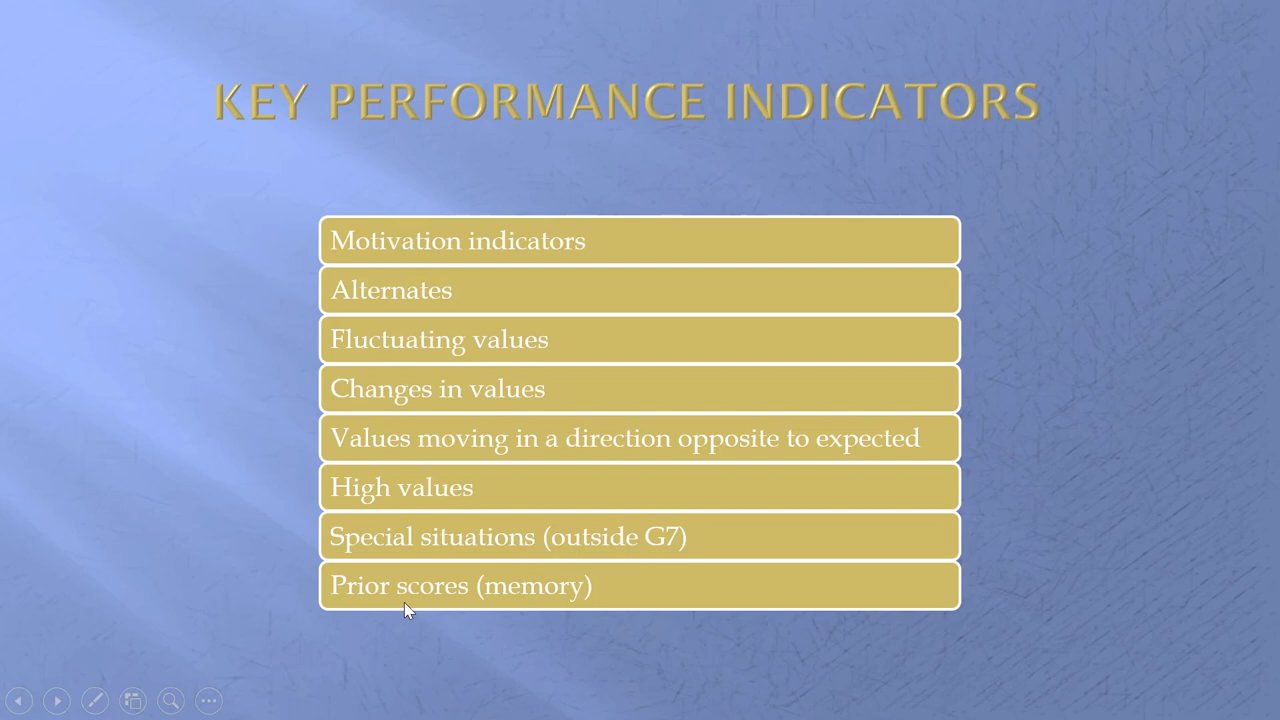 KEY PERFORMANCE INDICATORS
Motivation indicators
Alternates
Fluctuating values
Changes in values
Values moving in a direction opposite to expected
High values
Special situations (outside G7)
Prior scores (memory)